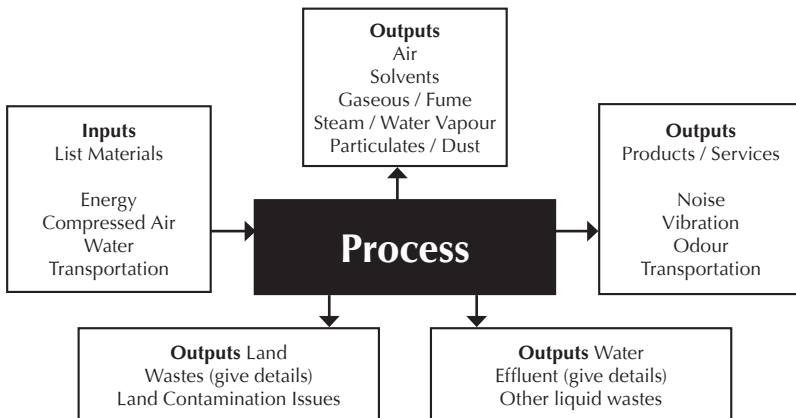 Outputs
Air
Solvents
Gaseous / Fume
Steam / Water Vapour
Particulates / Dust
Inputs
List Materials
Energy
Compressed Air
Water
Transportation
Process
Outputs
Products / Services
Noise
Vibration
Odour
Transportation
Outputs Land
Wastes (give details)
Land Contamination Issues
Outputs Water
Effluent (give details)
Other liquid wastes